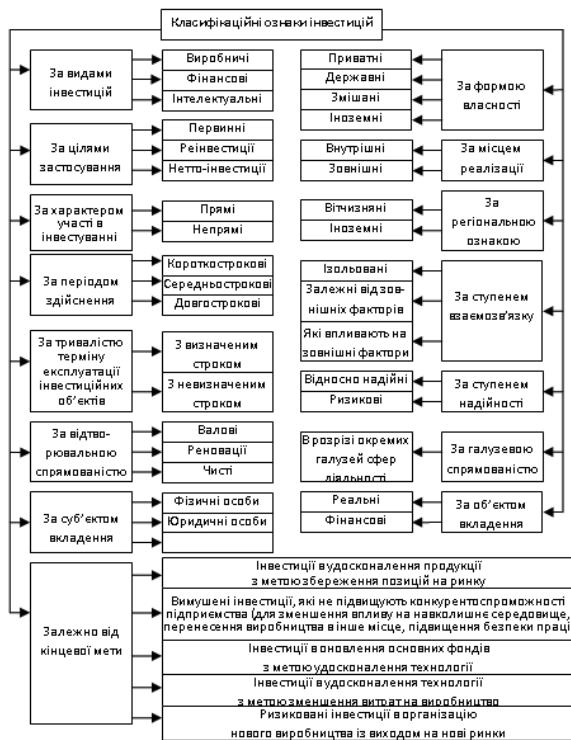 Класифікаційні ознаки інвестицій
За видами
інвестицій
Виробничі
Фінансові
Інтелектуальні
За цілями
застосування
Первинні
Реінвестиції
Нетто-інвестиції
За характером
участі в
інвестуванні
Прямі
Непрямі
За періодом
здійснення
Короткострокові
Середньострокові
Довгострокові
За тривалістю
терміну
експлуатації
інвестиційних
об’єктів
З визначеним
строком
З невизначеним
строком
За відтво-
рювальною
спрямованістю
Валові
Реновації
Чисті
За суб’єктом
вкладення
Фізичні особи
Юридичні особи
Приватні
Державні
Змішані
Іноземні
За формою
власності
Внутрішні
Зовнішні
За місцем
реалізації
Вітчизняні
Іноземні
За
регіональною
ознакою
Ізольовані
Залежні від зов-
нішніх факторів
Які впливають на
зовнішні фактори
За ступенем
взаємозв’язку
Відносно надійні
Ризикові
За ступенем
надійності
В розрізі окремих
галузей сфер
діяльності
За галузевою
спрямованістю
Реальні
Фінансові
За об’єктом
вкладення
Залежно від
кінцевої мети
Інвестиції в удосконалення продукції
з метою збереження позицій на ринку
Вимушені інвестиції, які не підвищують конкурентоспроможності
підприємства (для зменшення впливу на навколишнє середовище,
перенесення виробництва в інше місце, підвищення безпеки праці
Інвестиції в оновлення основних фондів
з метою удосконалення технології
Інвестиції в удосконалення технології
з метою зменшення витрат на виробництво
Ризиковані інвестиції в організацію
нового виробництва із виходом на нові ринки